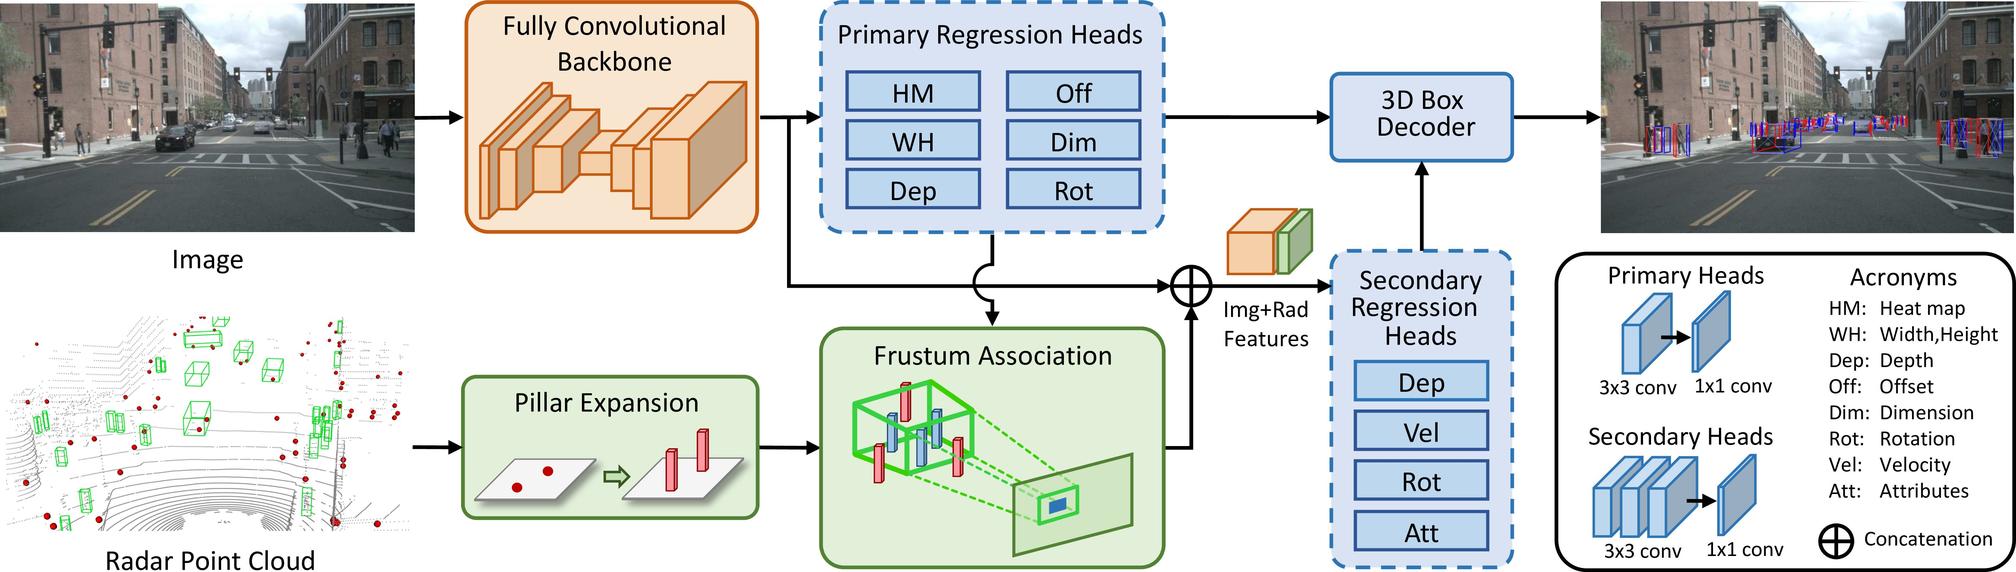 Image
Radar Point Cloud
Fully Convolutional
Backbone
Pillar Expansion
Primary Regression Heads
HM
Off
WH
Dim
Dep
Rot
Frustum Association
Img+Rad
Features
3D Box
Decoder
Secondary
Regression
Heads
Dep
Vel
Rot
Att
Primary Heads
3x3 conv
1x1 conv
Secondary Heads
3x3 conv
1x1 conv
Acronyms
HM: Heat map
WH: Width,Height
Dep: Depth
Off: Offset
Dim: Dimension
Rot: Rotation
Vel: Velocity
Att: Attributes
Concatenation